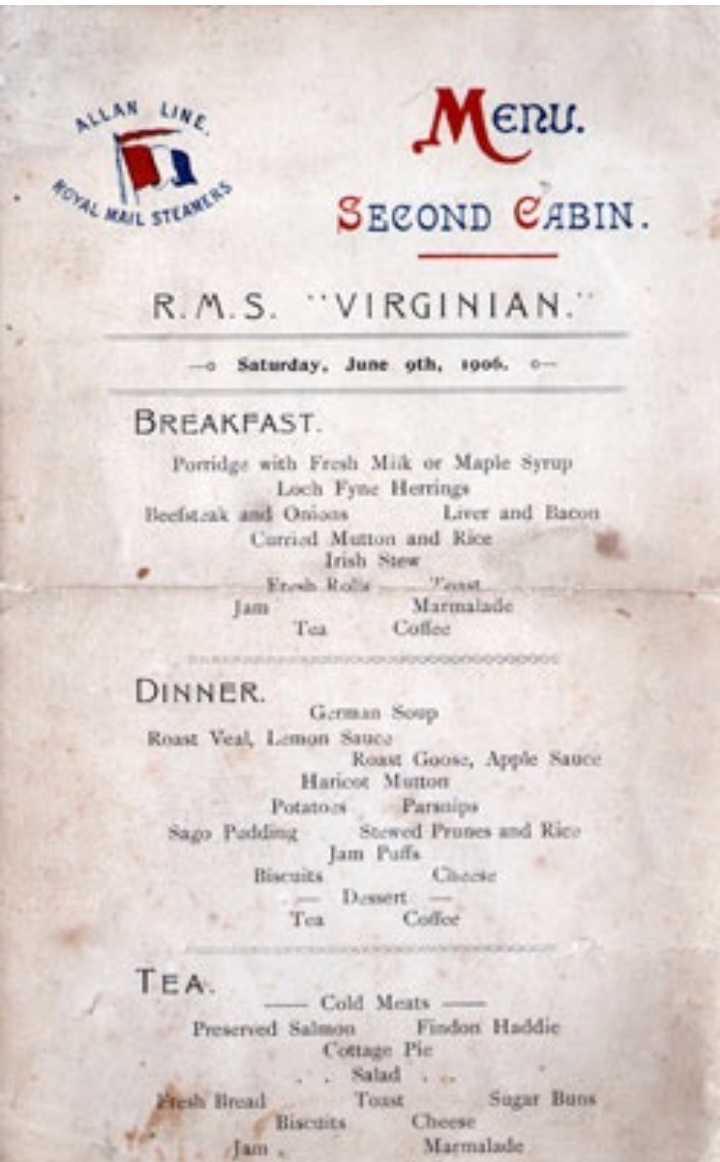 ALLAN LINE.
ROYAL MAIL STEAMERS
MENU.
SECOND CABIN.
R.M.S. "VIRGINIAN."
Saturday, June 9th, 1906.
BREAKFAST.
Porridge with Fresh Milk or Maple Syrup
Loch Fyne Herrings
Beefsteak and Onions Liver and Bacon
Curried Mutton and Rice
Irish Stew
Fresh Rolls Toast
Jam Marmalade
Tea Coffee
DINNER.
German Soup
Roast Veal, Lemon Sauce
Roast Goose, Apple Sauce
Haricot Mutton
Potatoes Parsnips
Sago Pudding Stewed Prunes and Rice
Jam Puffs
Biscuits Cheese
— Dessert —
Tea Coffee
TEA.
— Cold Meats —
Preserved Salmon Findon Haddie
Cottage Pie
. . Salad . .
Fresh Bread Toast Sugar Buns
Biscuits Cheese
Jam Marmalade